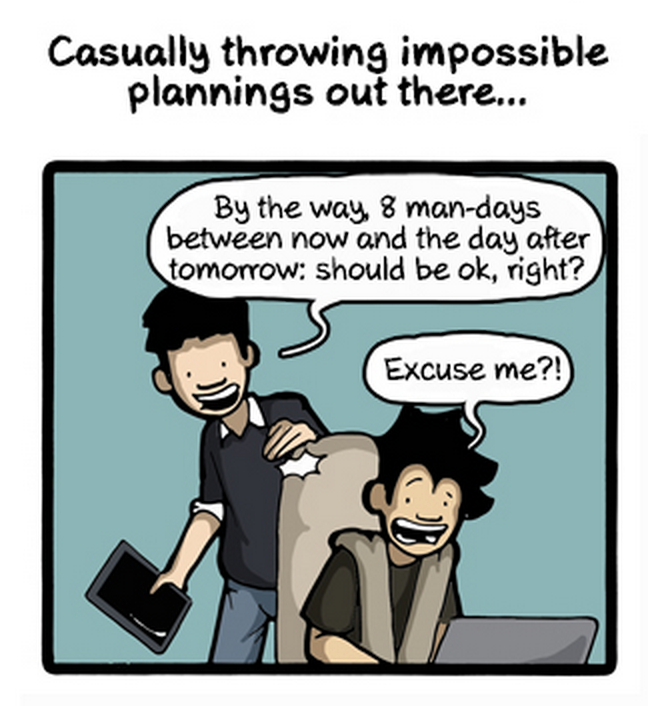 Casually throwing impossible
plannings out there...
By the way, 8 man-days
between now and the day after
tomorrow: should be ok, right?
Excuse me?!